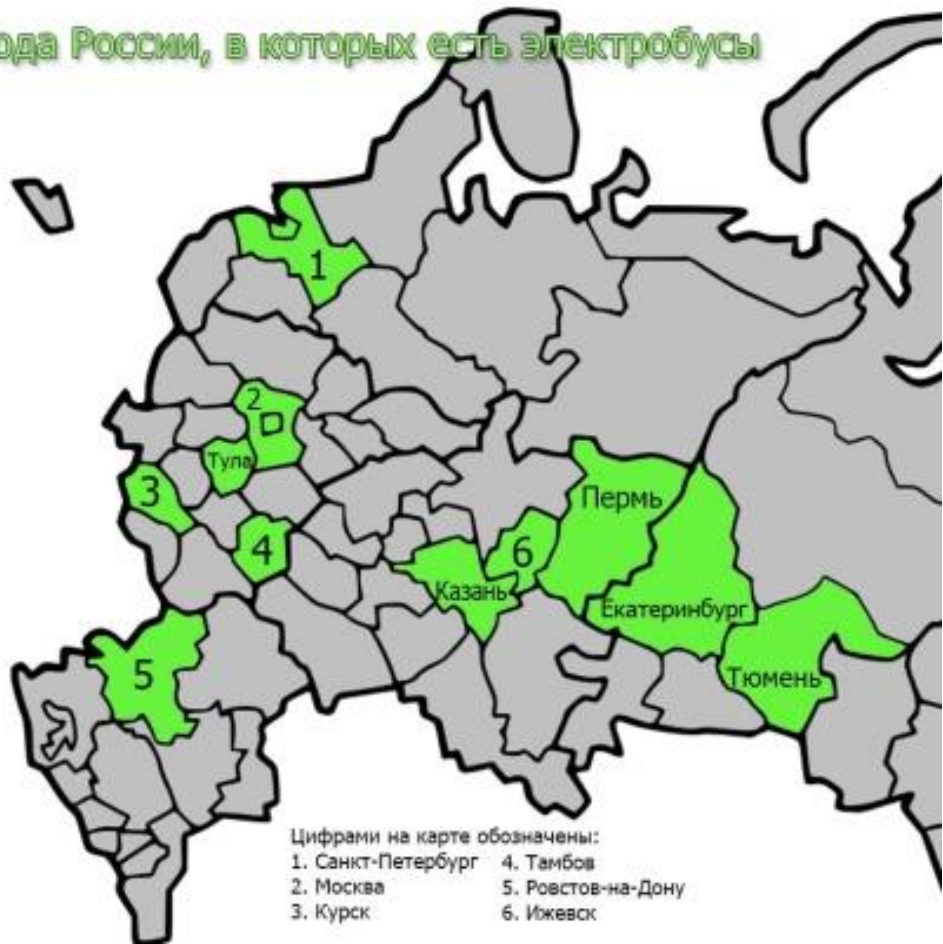 ода России, в которых есть электробусы
1
2
Тула
3
4
Пермь
6
Казань
Екатеринбург
5
Тюмень
Цифрами на карте обозначены:
1. Санкт-Петербург 4. Тамбов
2. Москва 5. Ровстов-на-Дону
3. Курск 6. Ижевск